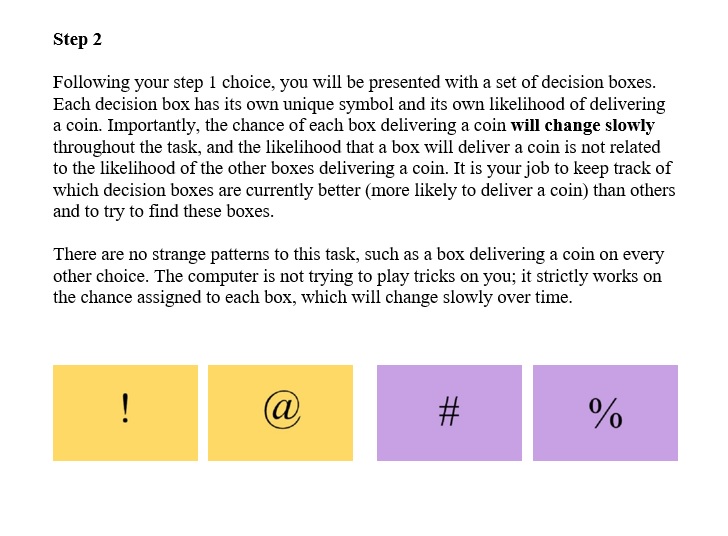 Step 2
Following your step 1 choice, you will be presented with a set of decision boxes.
Each decision box has its own unique symbol and its own likelihood of delivering
a coin. Importantly, the chance of each box delivering a coin will change slowly
throughout the task, and the likelihood that a box will deliver a coin is not related
to the likelihood of the other boxes delivering a coin. It is your job to keep track of
which decision boxes are currently better (more likely to deliver a coin) than others
and to try to find these boxes.
There are no strange patterns to this task, such as a box delivering a coin on every
other choice. The computer is not trying to play tricks on you; it strictly works on
the chance assigned to each box, which will change slowly over time.
! @ # %